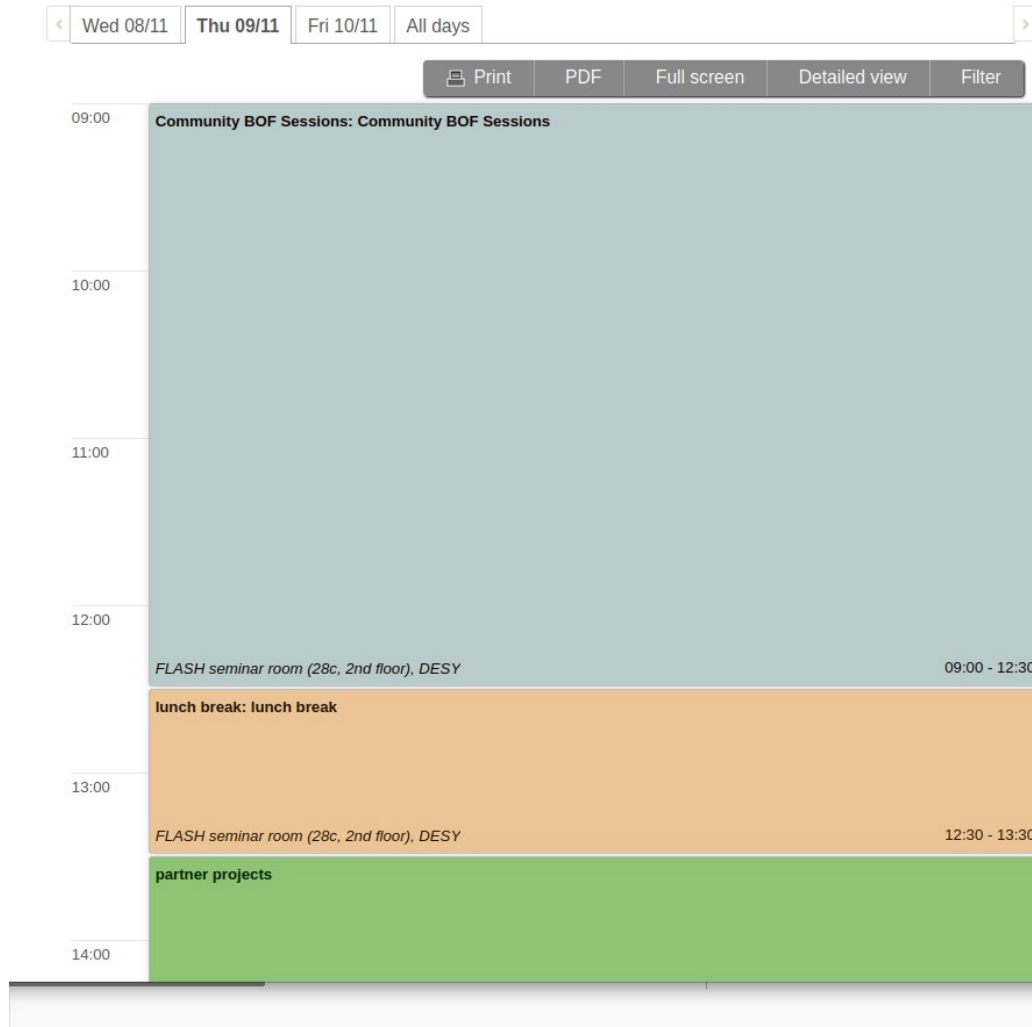 Wed 08/11 Thu 09/11 Fri 10/11 All days
Print PDF Full screen Detailed view Filter
09:00 Community BOF Sessions: Community BOF Sessions
10:00
11:00
12:00
FLASH seminar room (28c, 2nd floor), DESY 09:00 - 12:30
lunch break: lunch break
13:00
FLASH seminar room (28c, 2nd floor), DESY 12:30 - 13:30
partner projects
14:00